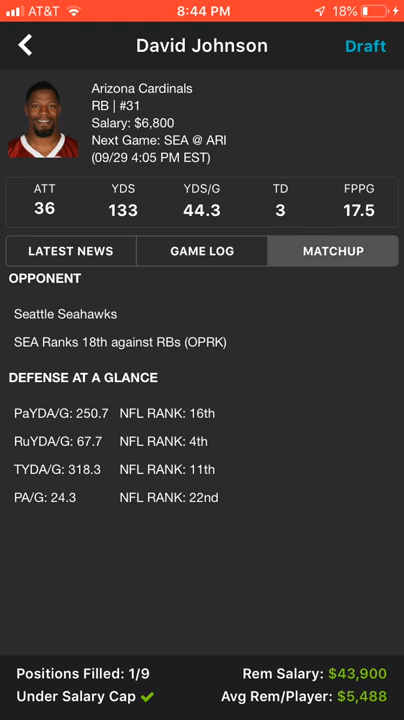 AT&T 8:44 PM 18%
David Johnson Draft
Arizona Cardinals
RB | #31
Salary: $6,800
Next Game: SEA @ ARI
(09/29 4:05 PM EST)
ATT YDS YDS/G TD FPPG
36 133 44.3 3 17.5
LATEST NEWS GAME LOG MATCHUP
OPPONENT
Seattle Seahawks
SEA Ranks 18th against RBs (OPRK)
DEFENSE AT A GLANCE
PaYDA/G: 250.7 NFL RANK: 16th
RuYDA/G: 67.7 NFL RANK: 4th
TYDA/G: 318.3 NFL RANK: 11th
PA/G: 24.3 NFL RANK: 22nd
Positions Filled: 1/9 Rem Salary: $43,900
Under Salary Cap Avg Rem/Player: $5,488